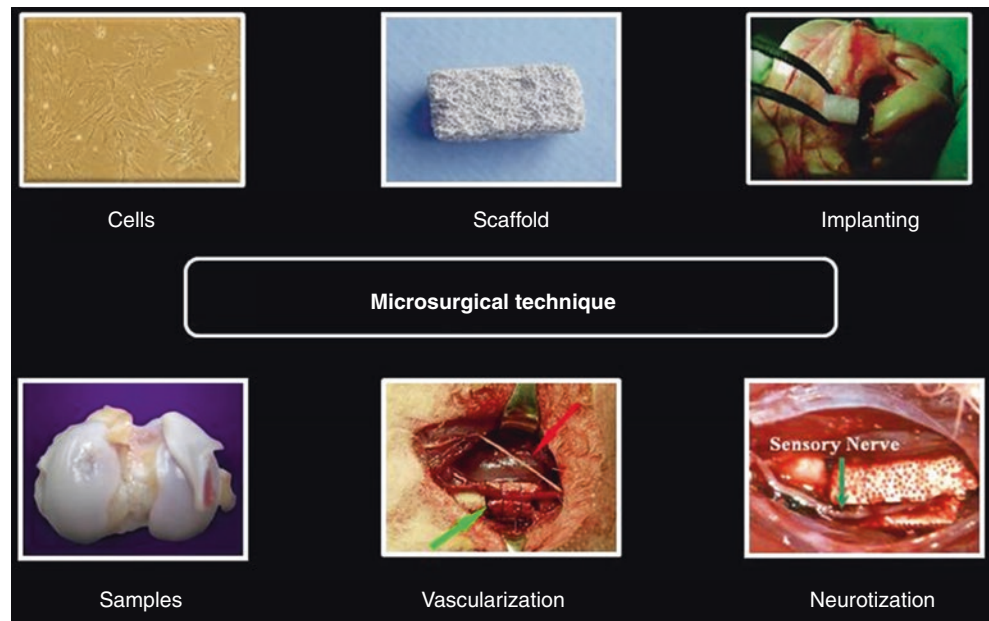 Cells
Scaffold
Implanting
Microsurgical technique
Sensory Nerve
Samples
Vascularization
Neurotization